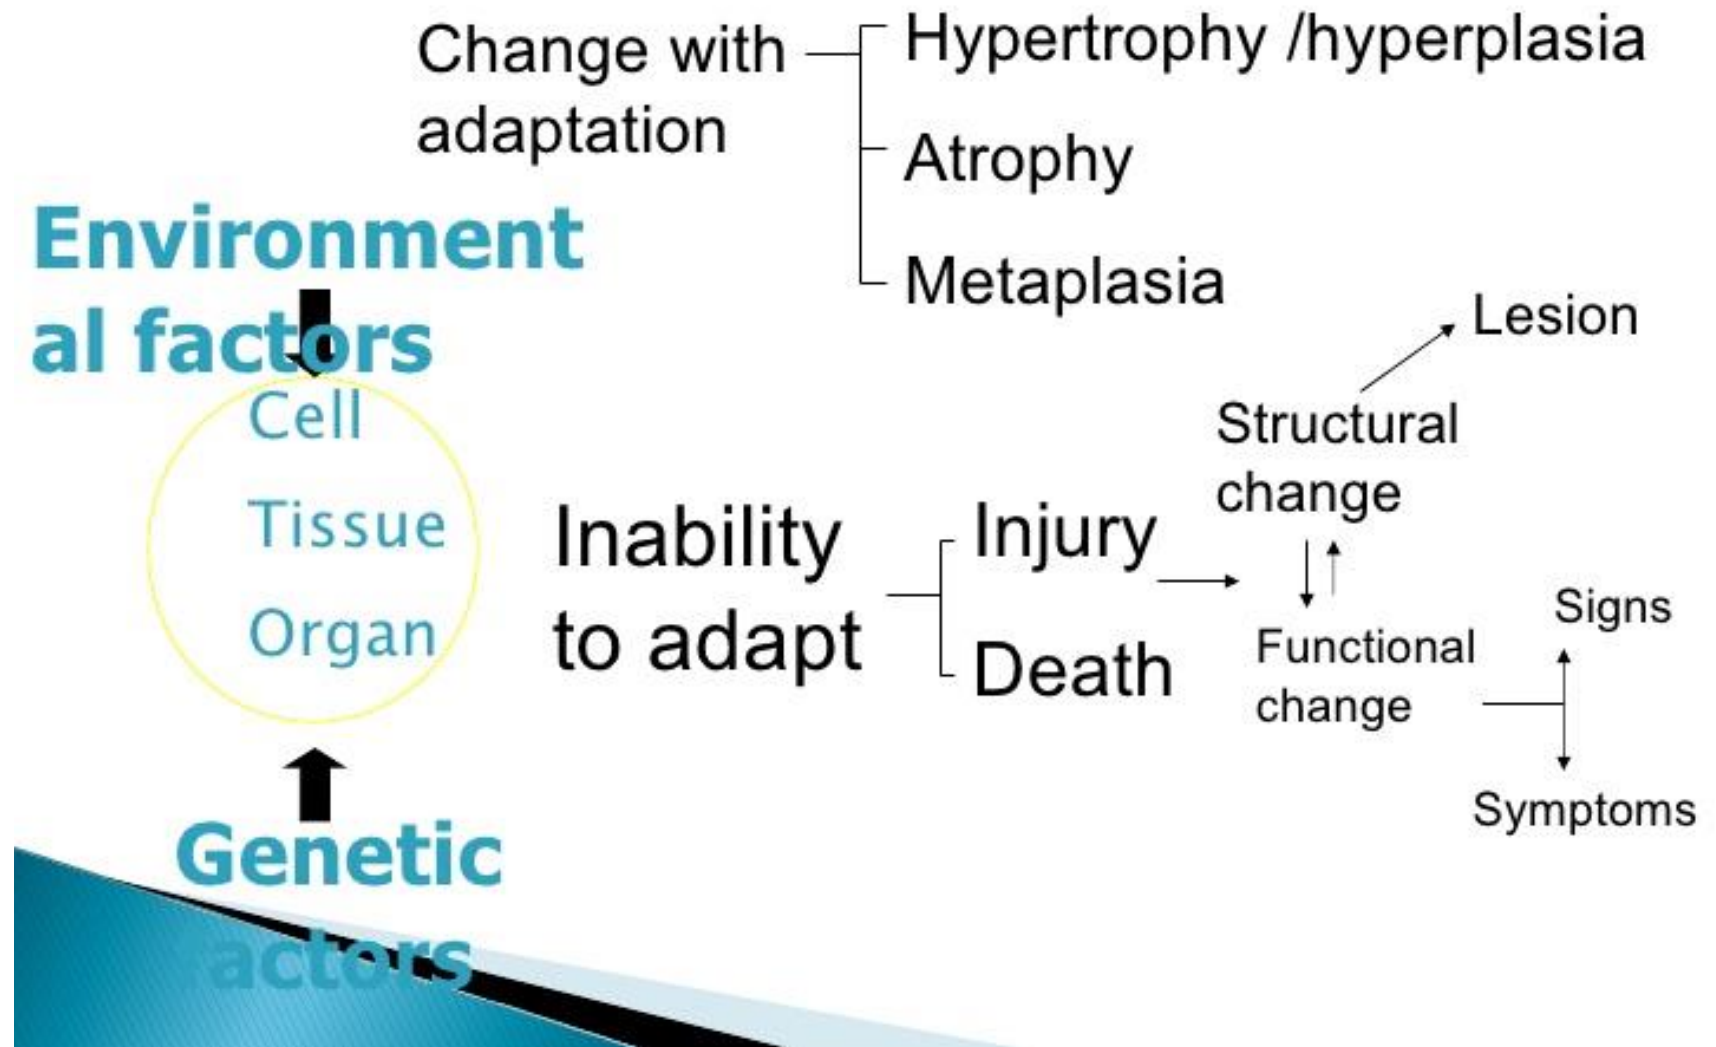 Change with
adaptation
Hypertrophy /hyperplasia
Atrophy
Metaplasia
Environment
al factors
Cell
Tissue
Organ
Genetic
factors
Inability
to adapt
Injury
Death
Structural
change
Lesion
Functional
change
Signs
Symptoms